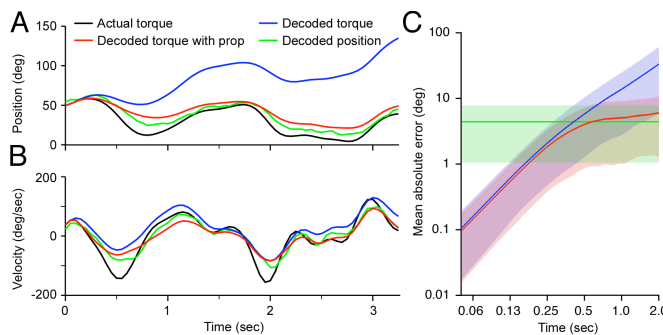 A
Actual torque
Decoded torque
Decoded torque with prop
Decoded position
150
100
50
0
Position (deg)
B
200
0
-200
Velocity (deg/sec)
0
1
2
3
Time (sec)
C
100
10
1
0.1
0.01
Mean absolute error (deg)
0.06
0.13
0.25
0.5
1.0
2.0
Time (sec)